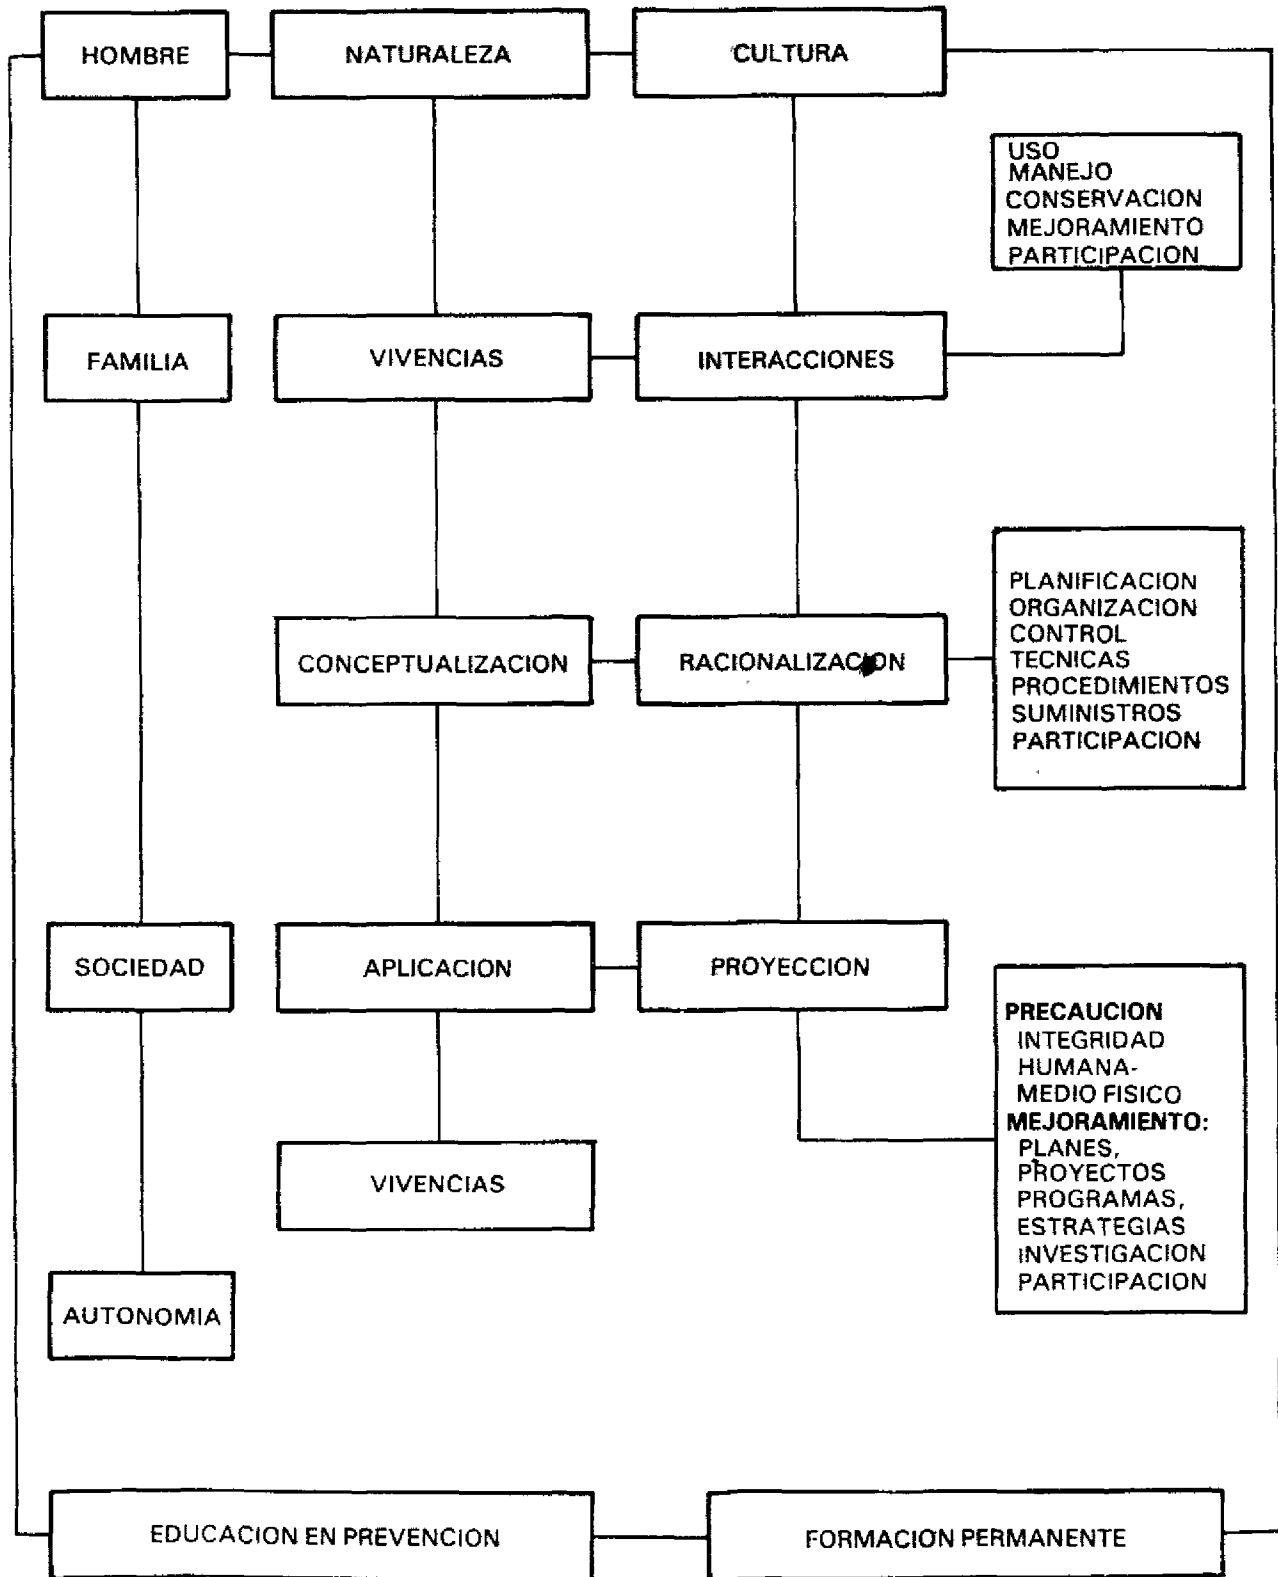 HOMBRE
NATURALEZA
CULTURA
USO
MANEJO
CONSERVACION
MEJORAMIENTO
PARTICIPACION
FAMILIA
VIVENCIAS
INTERACCIONES
PLANIFICACION
ORGANIZACION
CONTROL
TECNICAS
PROCEDIMIENTOS
SUMINISTROS
PARTICIPACION
CONCEPTUALIZACION
RACIONALIZACION
SOCIEDAD
APLICACION
PROYECCION
PRECAUCION
INTEGRIDAD
HUMANA-
MEDIO FISICO
MEJORAMIENTO:
PLANES,
PROYECTOS
PROGRAMAS,
ESTRATEGIAS
INVESTIGACION
PARTICIPACION
VIVENCIAS
AUTONOMIA
EDUCACION EN PREVENCION
FORMACION PERMANENTE